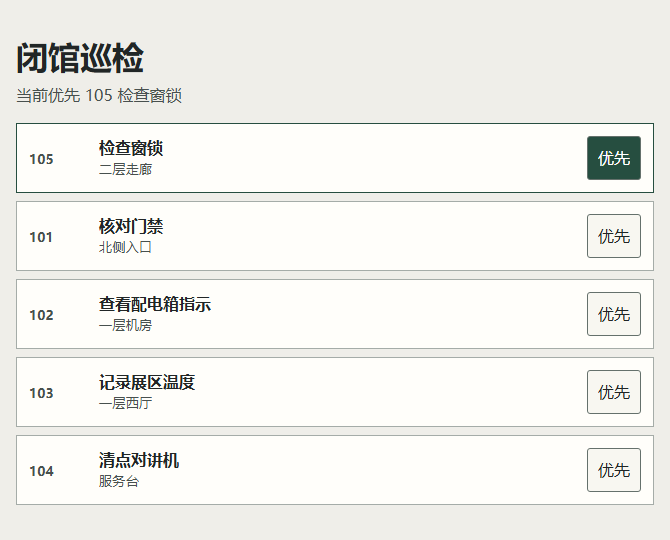 闭馆巡检
当前优先 105 检查窗锁
105
检查窗锁
二层走廊
优先
101
核对门禁
北侧入口
优先
102
查看配电箱指示
一层机房
优先
103
记录展区温度
一层西厅
优先
104
清点对讲机
服务台
优先